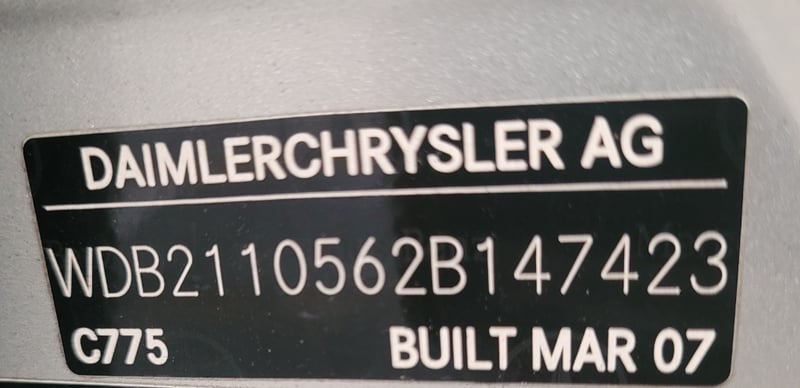 DAIMLERCHRYSLER AG
WDB2110562B147423
C775 BUILT MAR 07